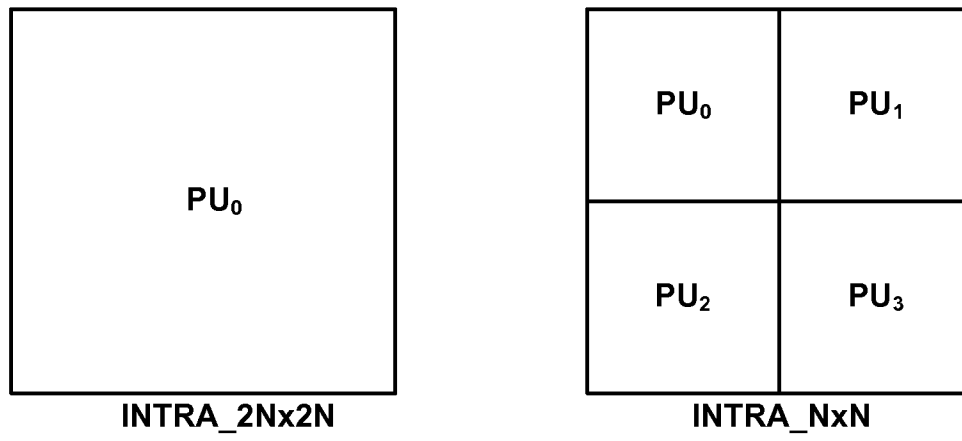 PU₀
INTRA_2Nx2N
PU₀ PU₁
PU₂ PU₃
INTRA_NxN